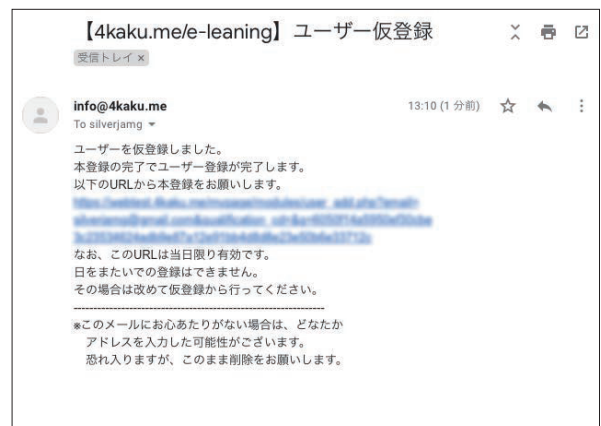 【4kaku.me/e-leaning】ユーザー仮登録
受信トレイ ×
info@4kaku.me
13:10 (1 分前)
To silverjamg
ユーザーを仮登録しました。
本登録の完了でユーザー登録が完了します。
以下のURLから本登録をお願いします。
なお、このURLは当日限り有効です。
日をまたいでの登録はできません。
その場合は改めて仮登録から行ってください。
------------------------------------------------------------
※このメールにお心あたりがない場合は、どなたか
アドレスを入力した可能性がございます。
恐れ入りますが、このまま削除をお願いします。